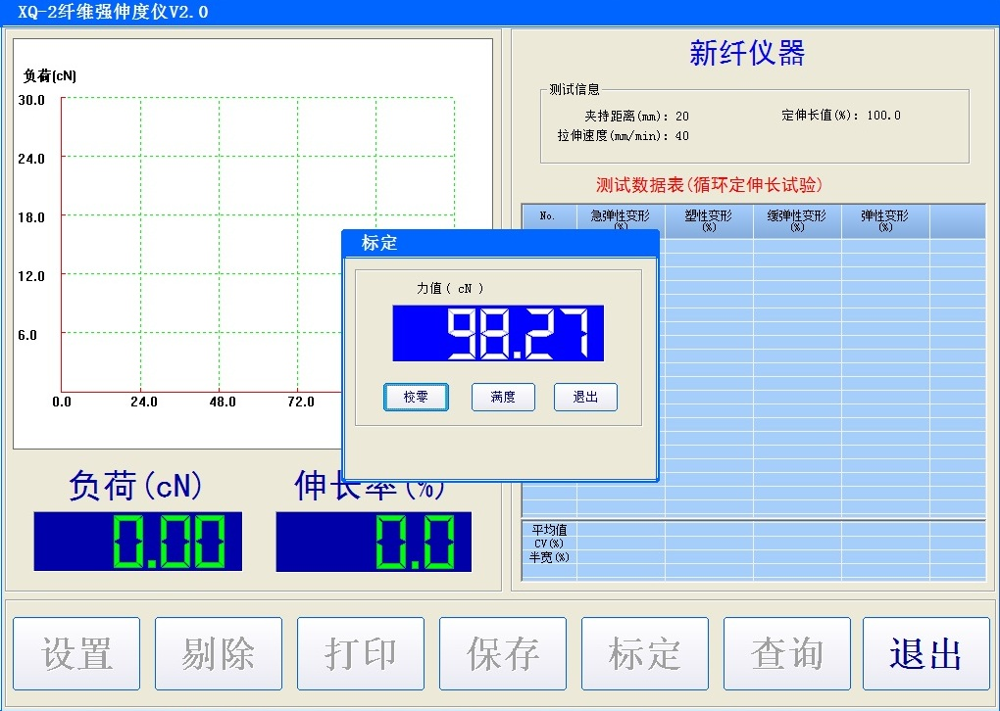 XQ-2纤维强伸度仪V2.0
负荷(cN)
30.0
24.0
18.0
12.0
6.0
0.0 24.0 48.0 72.0
负荷(cN) 伸长率(%)
0.00 0.0
新纤仪器
测试信息
夹持距离(mm): 20 定伸长值(%): 100.0
拉伸速度(mm/min): 40
测试数据表(循环定伸长试验)
No. 急弹性变形(%) 塑性变形(%) 缓弹性变形(%) 弹性变形(%)
平均值
CV(%)
半宽(%)
标定
力值( cN )
98.27
校零 满度 退出
设置 剔除 打印 保存 标定 查询 退出